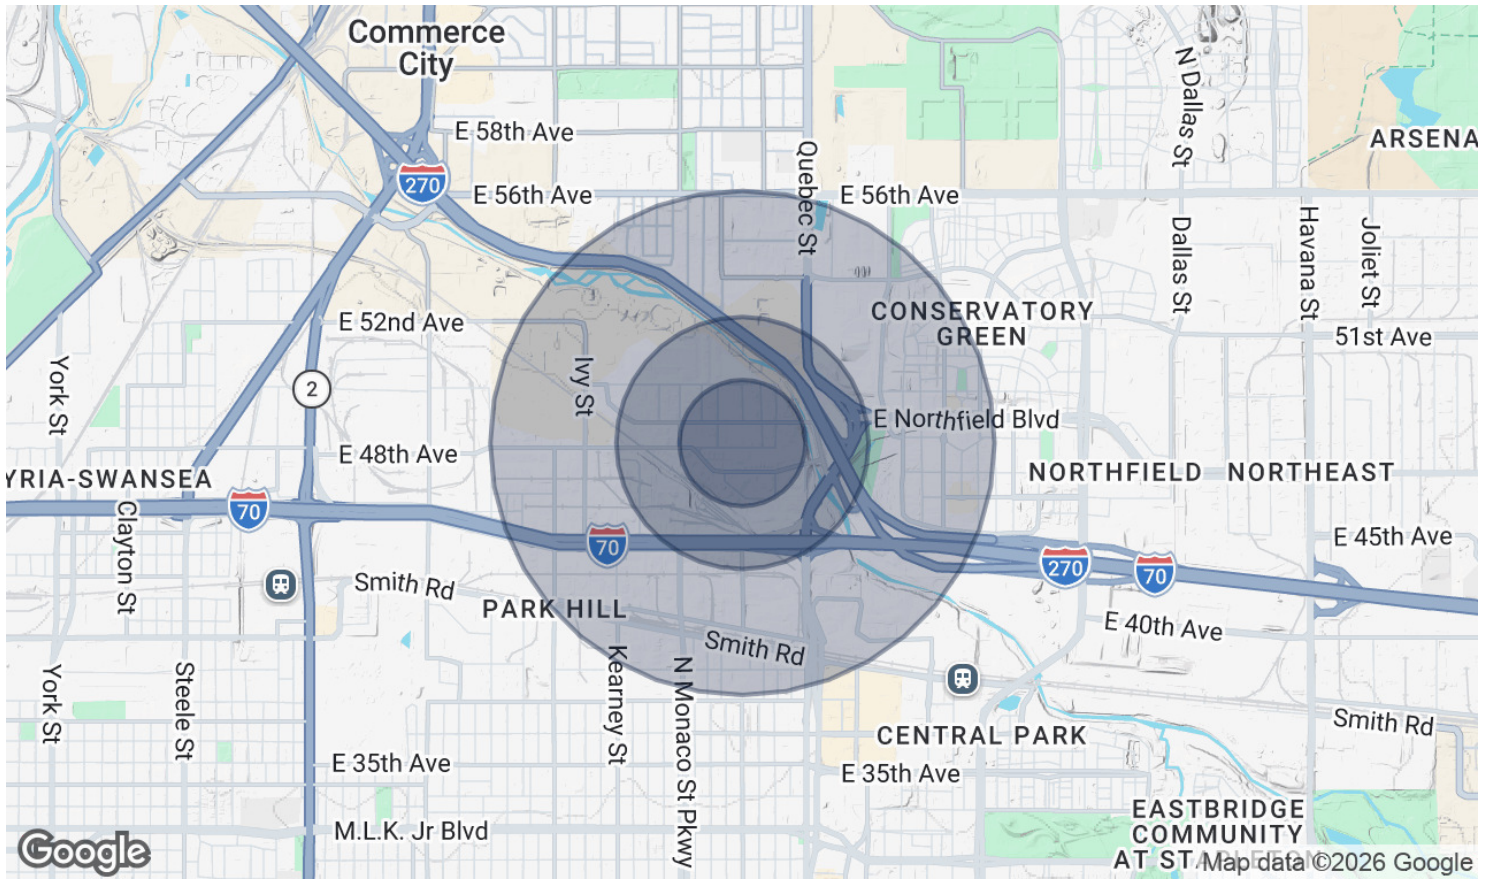 Commerce
City
N Dallas St
E 58th Ave
ARSENA
270
Quebec St
E 56th Ave
E 56th Ave
Dallas St
Havana St
Joliet St
CONSERVATORY
GREEN
E 52nd Ave
51st Ave
York St
Ivy St
2
E Northfield Blvd
E 48th Ave
YRIA-SWANSEA
NORTHFIELD
NORTHEAST
70
Clayton St
70
E 45th Ave
270
70
Smith Rd
PARK HILL
E 40th Ave
Smith Rd
York St
Steele St
Kearney St
N Monaco St Pkwy
Smith Rd
CENTRAL PARK
E 35th Ave
E 35th Ave
EASTBRIDGE
COMMUNITY
AT ST
M.L.K. Jr Blvd
Google
Map data ©2026 Google